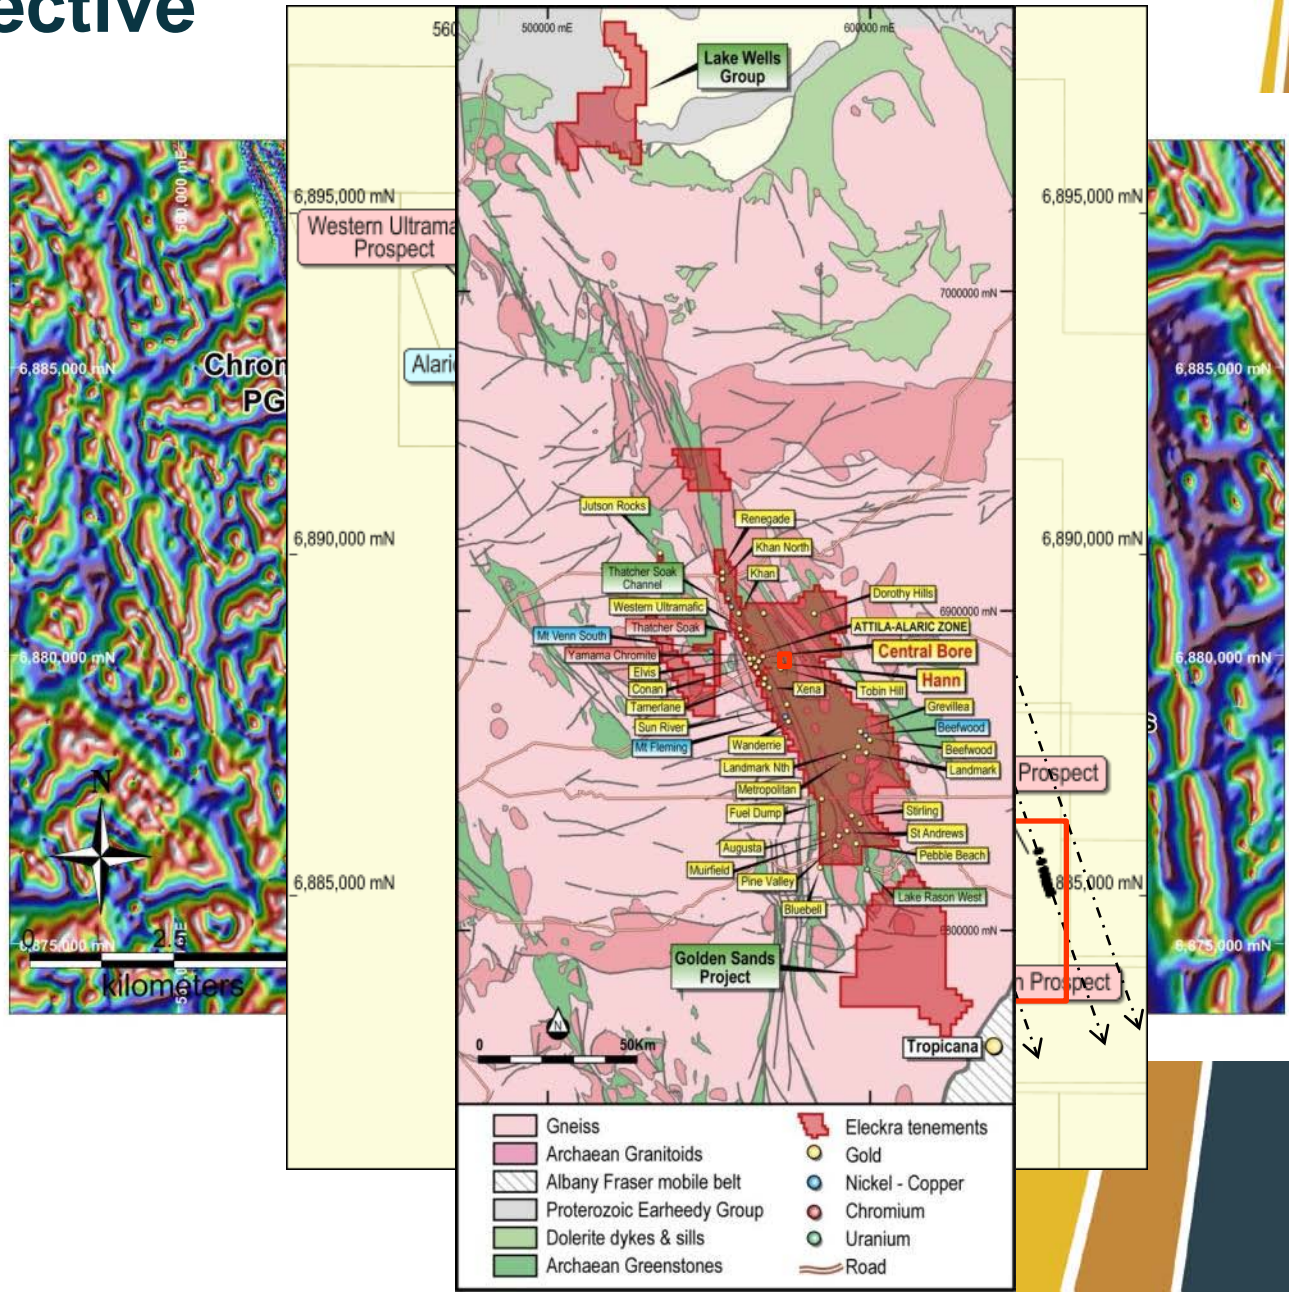 ective
560
500000 mE
600000 mE
Lake Wells
Group
6,895,000 mN
6,895,000 mN
Western Ultrama
Prospect
7000000 mN
Alari
6,885,000 mN
6,885,000 mN
Chron
PG
Jutson Rocks
Renegade
6,890,000 mN
6,890,000 mN
Khan North
Thatcher Soak
Channel
Khan
Dorothy Hills
Western Ultramafic
6900000 mN
Thatcher Soak
ATTILA-ALARIC ZONE
Mt Venn South
Central Bore
Yamama Chromite
6,880,000 mN
6,880,000 mN
Elvis
Hann
Conan
Xena
Tobin Hill
Tamerlane
Grevillea
Sun River
Beefwood
Mt Fleming
Wanderrie
Beefwood
Landmark Nth
Landmark
Prospect
Metropolitan
Fuel Dump
Stirling
St Andrews
Augusta
Pebble Beach
Muirfield
Pine Valley
6,885,000 mN
885,000 mN
Lake Rason West
Bluebell
6800000 mN
N
0
2.5
6,875,000 mN
6,875,000 mN
kilometers
Golden Sands
Project
n Prospect
N
0
50Km
Tropicana
Gneiss
Archaean Granitoids
Albany Fraser mobile belt
Proterozoic Earheedy Group
Dolerite dykes & sills
Archaean Greenstones
Eleckra tenements
Gold
Nickel - Copper
Chromium
Uranium
Road